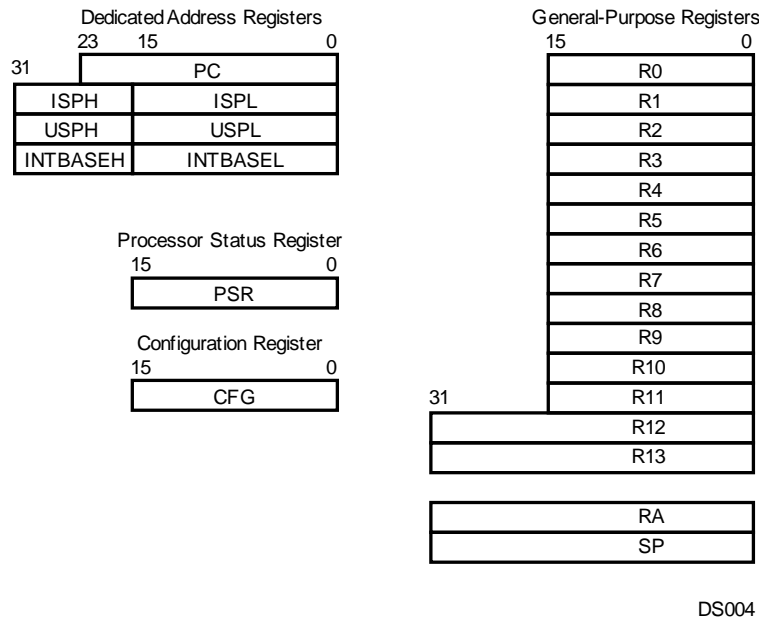 Dedicated Address Registers
23 15 0
31 PC
ISPH ISPL
USPH USPL
INTBASEH INTBASEL
Processor Status Register
15 0
PSR
Configuration Register
15 0
CFG
General-Purpose Registers
15 0
R0
R1
R2
R3
R4
R5
R6
R7
R8
R9
R10
31 R11
R12
R13
RA
SP
DS004